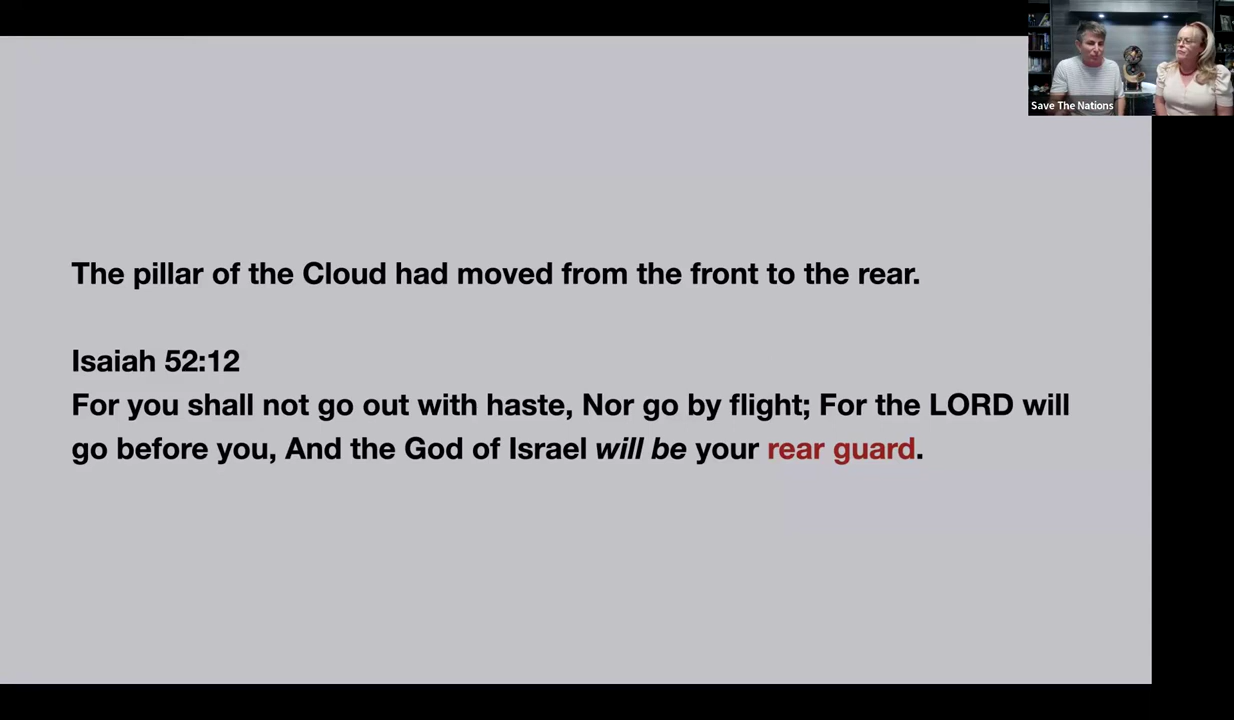 Save The Nations
The pillar of the Cloud had moved from the front to the rear.
Isaiah 52:12
For you shall not go out with haste, Nor go by flight; For the LORD will
go before you, And the God of Israel will be your rear guard.